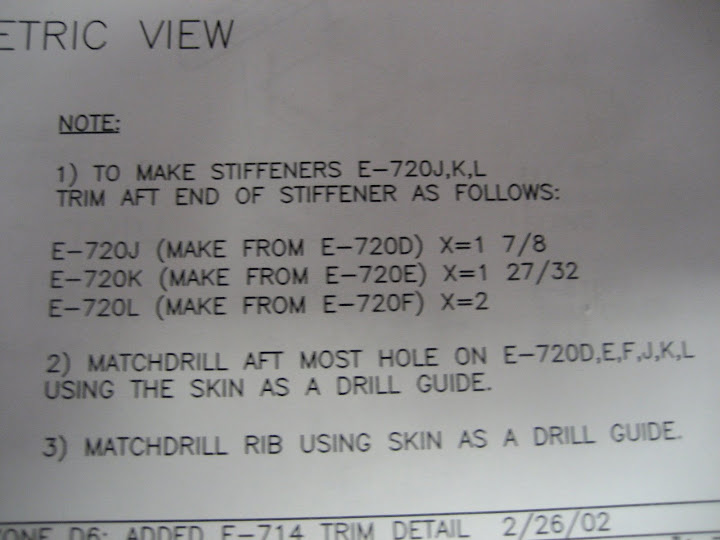 ETRIC VIEW
NOTE:
1) TO MAKE STIFFENERS E-720J,K,L
TRIM AFT END OF STIFFENER AS FOLLOWS:
E-720J (MAKE FROM E-720D) X=1 7/8
E-720K (MAKE FROM E-720E) X=1 27/32
E-720L (MAKE FROM E-720F) X=2
2) MATCHDRILL AFT MOST HOLE ON E-720D,E,F,J,K,L
USING THE SKIN AS A DRILL GUIDE.
3) MATCHDRILL RIB USING SKIN AS A DRILL GUIDE.
ZONE D6: ADDED E-714 TRIM DETAIL 2/26/02